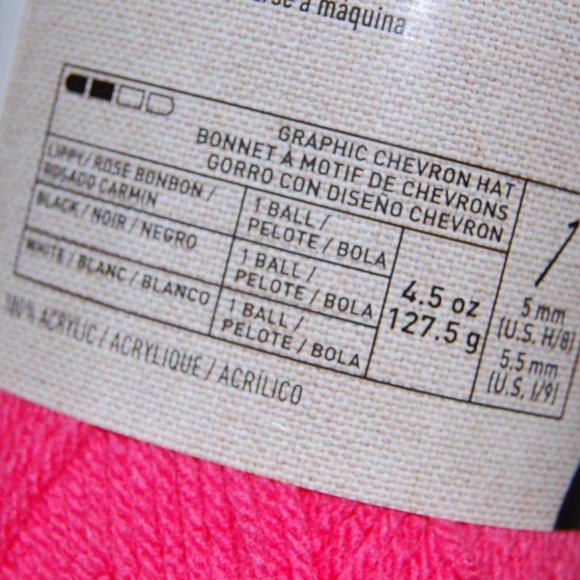 a máquina
GRAPHIC CHEVRON HAT
BONNET À MOTIF DE CHEVRONS
GORRO CON DISEÑO CHEVRON
LIPPY / ROSE BONBON /
ROSADO CARMIN
1 BALL /
PELOTE / BOLA
BLACK / NOIR / NEGRO
1 BALL /
PELOTE / BOLA
WHITE / BLANC / BLANCO
1 BALL /
PELOTE / BOLA
4.5 oz
127.5 g
5 mm
(U.S. H/8)
5.5 mm
(U.S. I/9)
100% ACRYLIC / ACRYLIQUE / ACRÍLICO